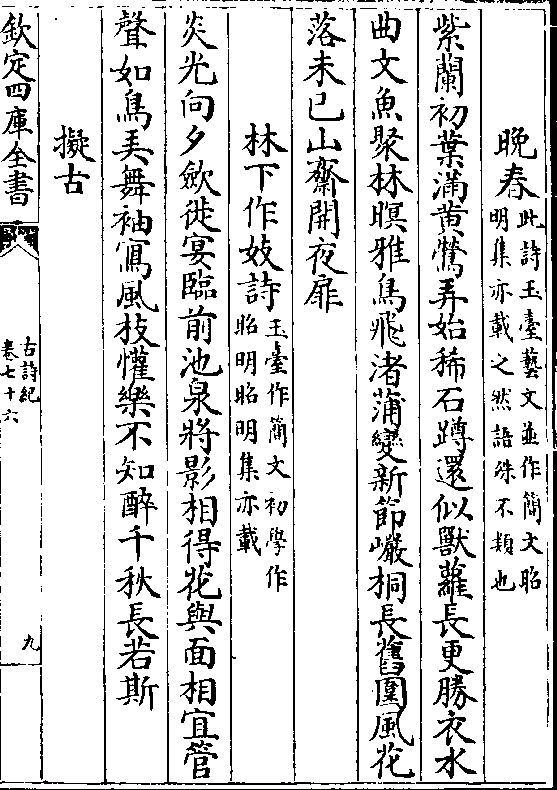 晚春此詩玉臺藝文並作簡文昭
明集亦載之然語殊不類也
紫蘭初葉滿黄鶯弄始稀石蹲還似獸蘿長更勝衣水
曲文魚聚林暝雅鳥飛渚蒲變新節巖桐長舊圍風花
落未已山齋開夜扉
林下作妓詩玉臺作簡文初學作
昭明昭明集亦載
炎光向夕歛徙宴臨前池泉將影相得花與面相宜管
聲如鳥哢舞袖寫風枝懽樂不知醉千秋長若斯
擬古
欽定四庫全書
古詩紀
卷七十六
九